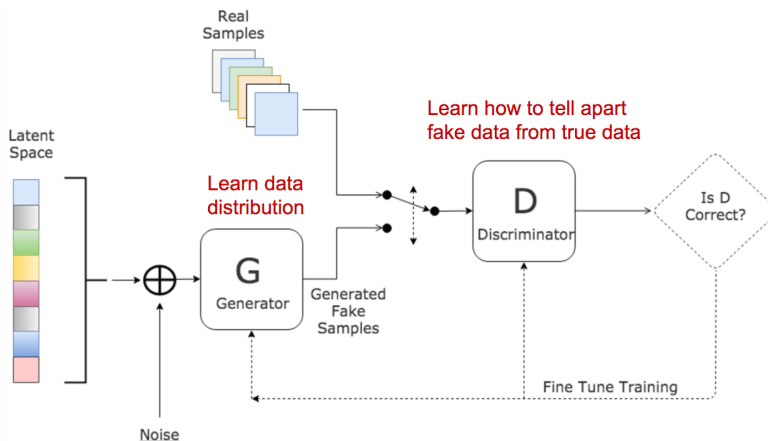 Real
Samples
Learn how to tell apart
fake data from true data
Latent
Space
Learn data
distribution
Is D
Correct?
D
Discriminator
G
Generator
Generated
Fake
Samples
Fine Tune Training
Noise